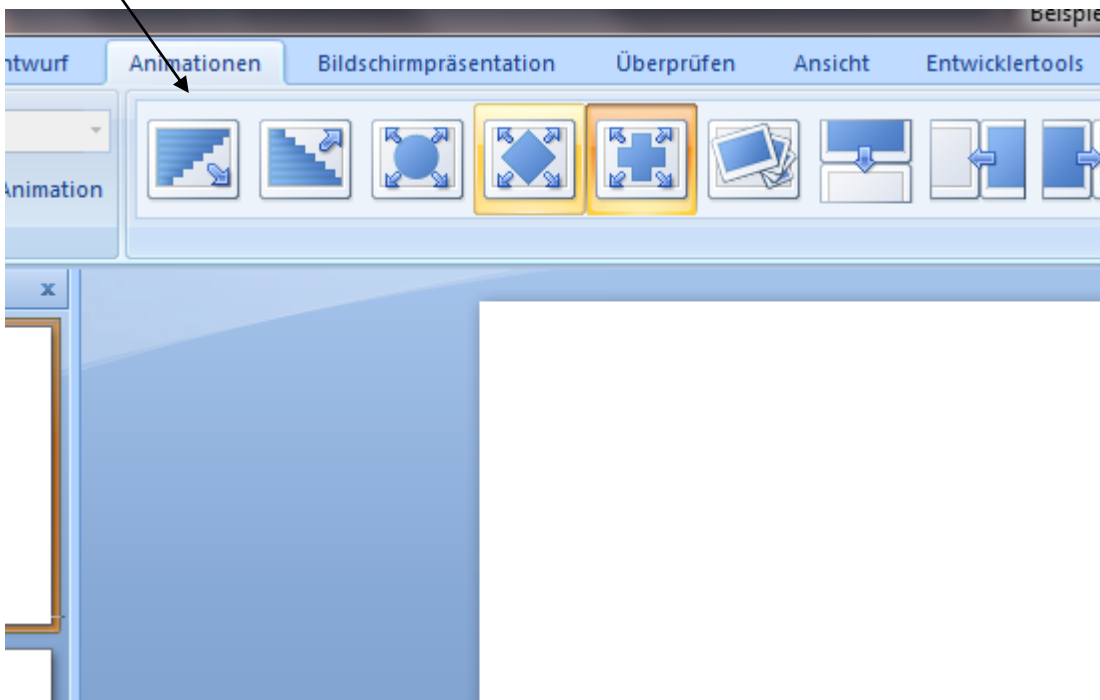 Beispie
ntwurf Animationen Bildschirmpräsentation Überprüfen Ansicht Entwicklertools
Animation
x